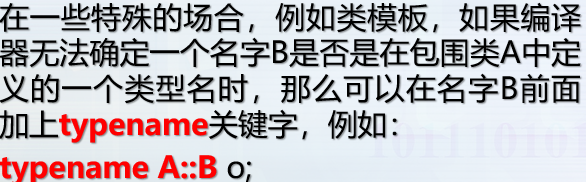 在一些特殊的场合，例如类模板，如果编译
器无法确定一个名字B是否是在包围类A中定
义的一个类型名时，那么可以在名字B前面
加上typename关键字，例如：
typename A::B o;